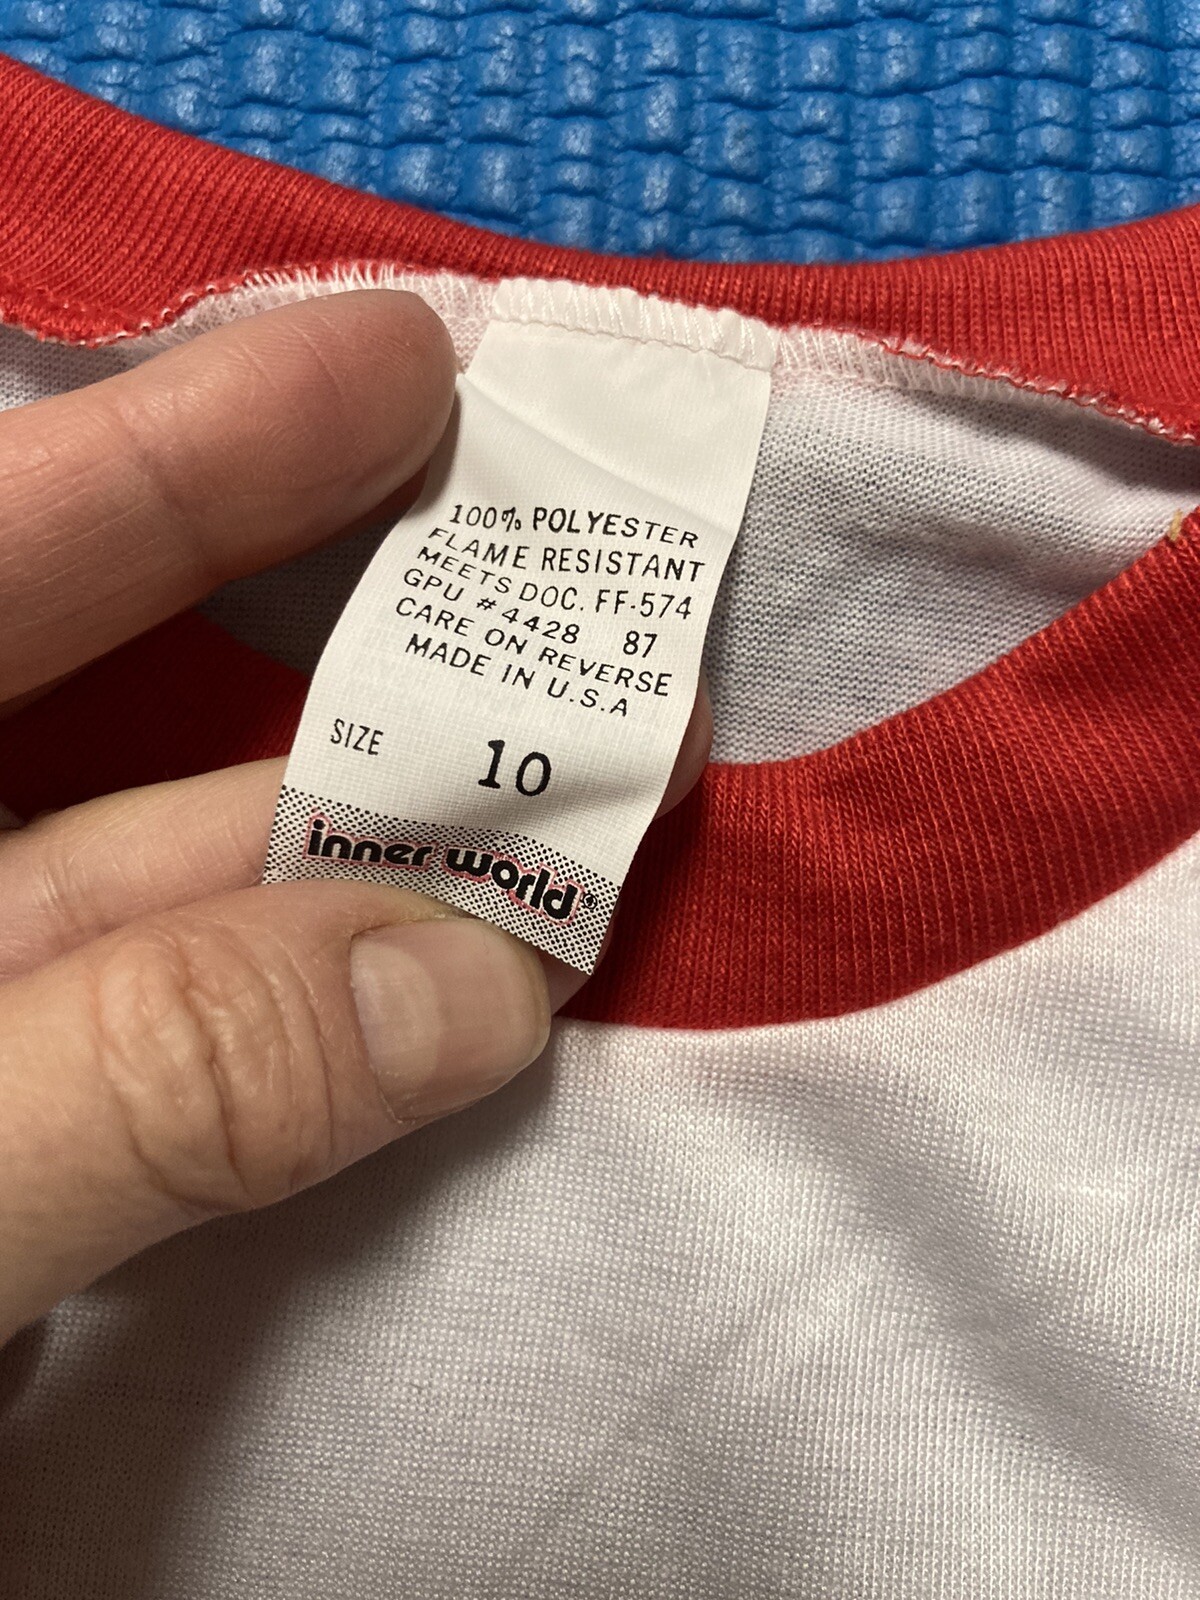 100% POLYESTER
FLAME RESISTANT
MEETS DOC. FF-574
GPU #4428 87
CARE ON REVERSE
MADE IN U.S.A
SIZE 10
inner world®